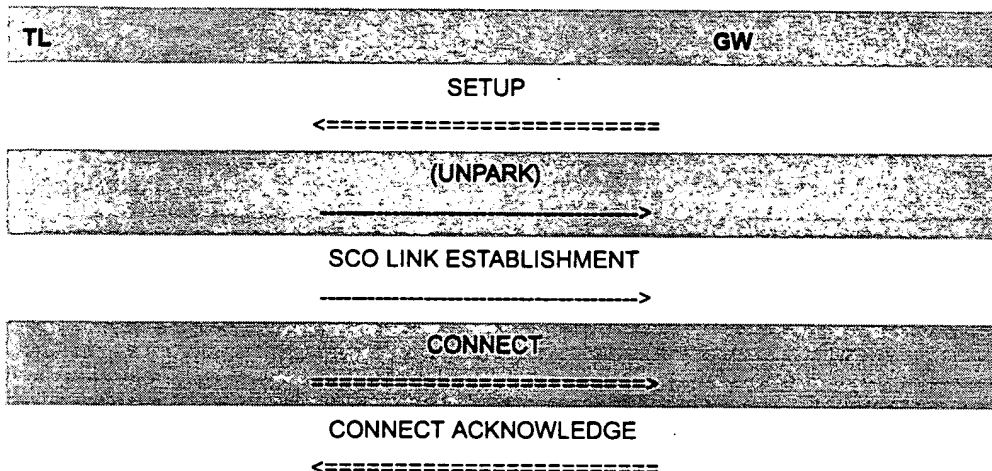 TL GW
SETUP
<=========================
(UNPARK)
------------------------->
SCO LINK ESTABLISHMENT
------------------------->
CONNECT
=========================>
CONNECT ACKNOWLEDGE
<=========================